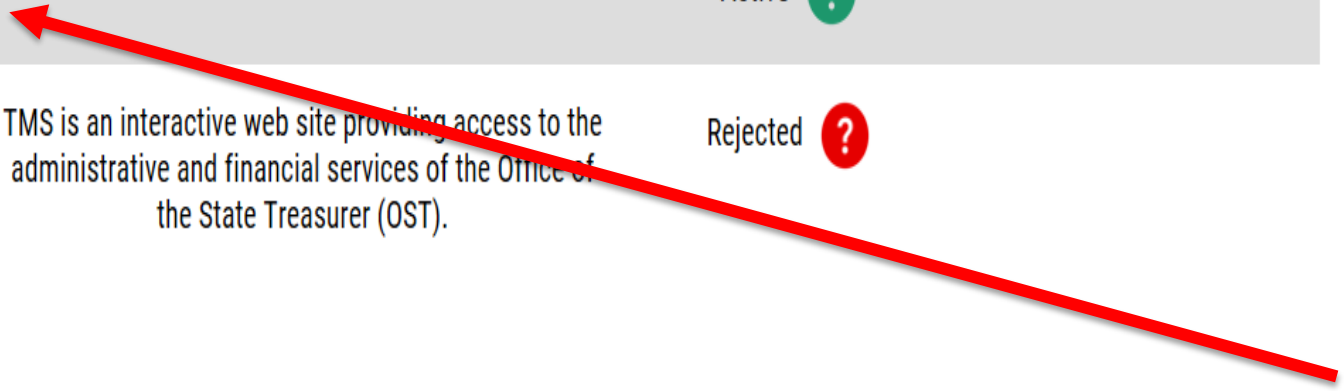 TMS is an interactive web site providing access to the
Rejected ?
administrative and financial services of the Office of
the State Treasurer (OST).